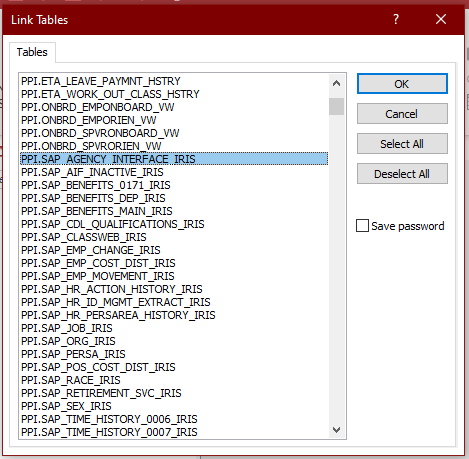 Link Tables
?
Tables
PPI.ETA_LEAVE_PAYMNT_HSTRY
PPI.ETA_WORK_OUT_CLASS_HSTRY
PPI.ONBRD_EMPONBOARD_VW
PPI.ONBRD_EMPORIEN_VW
PPI.ONBRD_SPVRONBOARD_VW
PPI.ONBRD_SPVRORIEN_VW
PPI.SAP_AGENCY_INTERFACE_IRIS
PPI.SAP_AIF_INACTIVE_IRIS
PPI.SAP_BENEFITS_0171_IRIS
PPI.SAP_BENEFITS_DEP_IRIS
PPI.SAP_BENEFITS_MAIN_IRIS
PPI.SAP_CDL_QUALIFICATIONS_IRIS
PPI.SAP_CLASSWEB_IRIS
PPI.SAP_EMP_CHANGE_IRIS
PPI.SAP_EMP_COST_DIST_IRIS
PPI.SAP_EMP_MOVEMENT_IRIS
PPI.SAP_HR_ACTION_HISTORY_IRIS
PPI.SAP_HR_ID_MGMT_EXTRACT_IRIS
PPI.SAP_HR_PERSAREA_HISTORY_IRIS
PPI.SAP_JOB_IRIS
PPI.SAP_ORG_IRIS
PPI.SAP_PERSA_IRIS
PPI.SAP_POS_COST_DIST_IRIS
PPI.SAP_RACE_IRIS
PPI.SAP_RETIREMENT_SVC_IRIS
PPI.SAP_SEX_IRIS
PPI.SAP_TIME_HISTORY_0006_IRIS
PPI.SAP_TIME_HISTORY_0007_IRIS
OK
Cancel
Select All
Deselect All
Save password